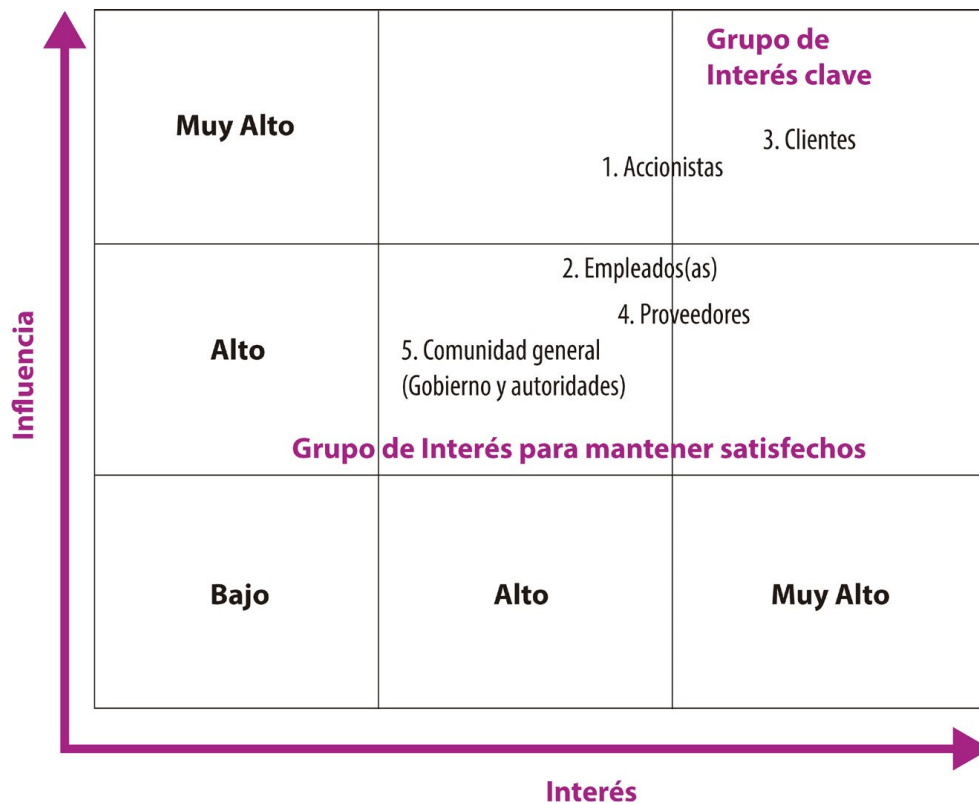 Grupo de
Interés clave
Muy Alto
3. Clientes
1. Accionistas
2. Empleados(as)
4. Proveedores
Influencia
Alto
5. Comunidad general
(Gobierno y autoridades)
Grupo de Interés para mantener satisfechos
Bajo
Alto
Muy Alto
Interés